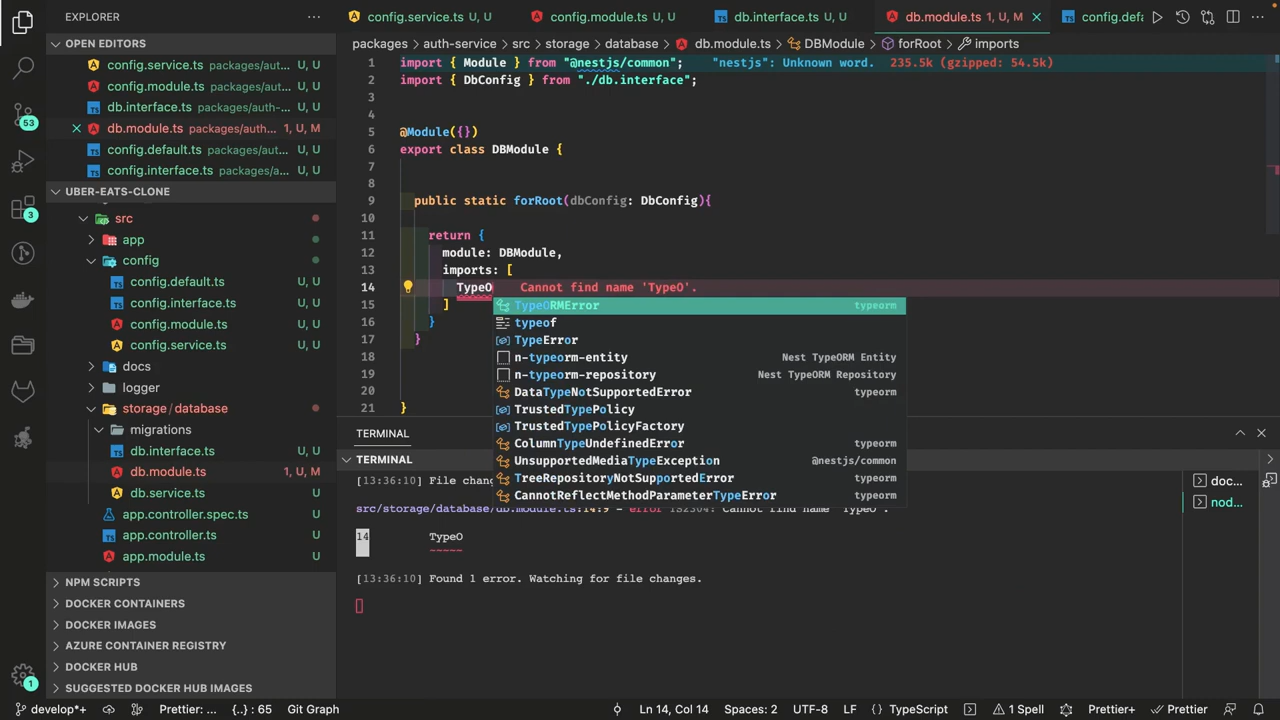 EXPLORER
OPEN EDITORS
config.service.ts packages/aut... U, U
config.module.ts packages/aut... U, U
db.interface.ts packages/auth-... U, U
db.module.ts packages/auth... 1, U, M
config.default.ts packages/aut... U, U
config.interface.ts packages/a... U, U
UBER-EATS-CLONE
src
app
config
config.default.ts U, U
config.interface.ts U, U
config.module.ts U, U
config.service.ts U, U
docs
logger
storage/database
migrations
db.interface.ts U, U
db.module.ts 1, U, M
db.service.ts U, U
app.controller.spec.ts U
app.controller.ts U
app.module.ts U
NPM SCRIPTS
DOCKER CONTAINERS
DOCKER IMAGES
AZURE CONTAINER REGISTRY
DOCKER HUB
SUGGESTED DOCKER HUB IMAGES
53
3
1
config.service.ts U, U config.module.ts U, U db.interface.ts U, U db.module.ts 1, U, M config.defa
packages > auth-service > src > storage > database > db.module.ts > DBModule > forRoot > imports
1 import { Module } from "@nestjs/common"; "nestjs": Unknown word. 235.5k (gzipped: 54.5k)
2 import { DbConfig } from "./db.interface";
3
4
5 @Module({})
6 export class DBModule {
7
8
9 public static forRoot(dbConfig: DbConfig){
10
11 return {
12 module: DBModule,
13 imports: [
14 TypeO Cannot find name 'TypeO'.
15 ]
16 }
17 }
18
19
20
21 }
TypeORMError typeorm
typeof
TypeError
n-typeorm-entity Nest TypeORM Entity
n-typeorm-repository Nest TypeORM Repository
DataTypeNotSupportedError typeorm
TrustedTypePolicy
TrustedTypePolicyFactory
ColumnTypeUndefinedError typeorm
UnsupportedMediaTypeException @nestjs/common
TreeRepositoryNotSupportedError typeorm
CannotReflectMethodParameterTypeError typeorm
TERMINAL
TERMINAL
[13:36:10] File chan
src/storage/database/db.module.ts:14:9 - error TS2304: Cannot find name 'TypeO'.
14 TypeO
~~~~~
[13:36:10] Found 1 error. Watching for file changes.
doc...
nod...
develop*+ Prettier: ... {..} : 65 Git Graph Ln 14, Col 14 Spaces: 2 UTF-8 LF TypeScript 1 Spell Prettier+ Prettier